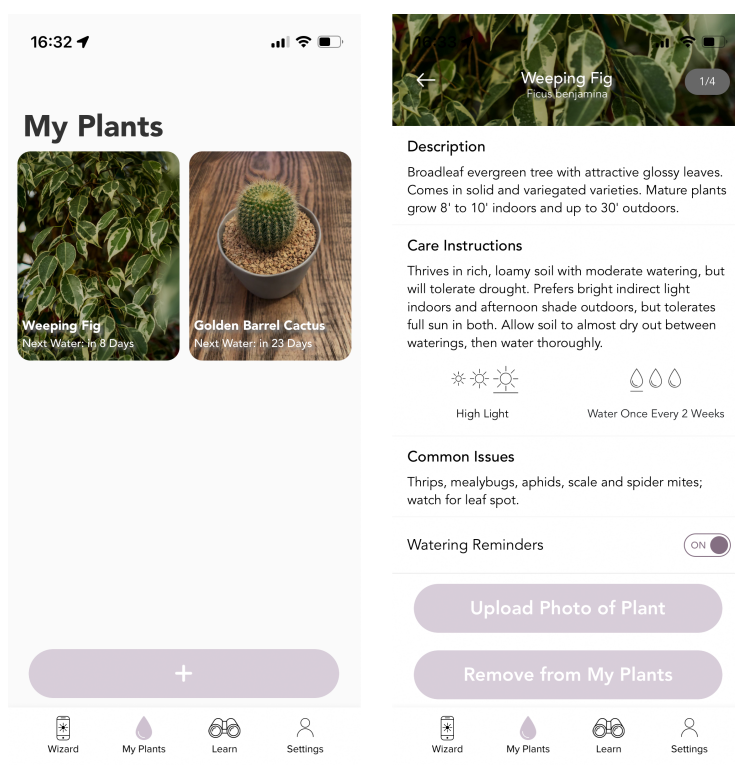 16:32
My Plants
Weeping Fig
Next Water: in 8 Days
Golden Barrel Cactus
Next Water: in 23 Days
+
Wizard
My Plants
Learn
Settings
Weeping Fig
Ficus benjamina
1/4
Description
Broadleaf evergreen tree with attractive glossy leaves.
Comes in solid and variegated varieties. Mature plants
grow 8' to 10' indoors and up to 30' outdoors.
Care Instructions
Thrives in rich, loamy soil with moderate watering, but
will tolerate drought. Prefers bright indirect light
indoors and afternoon shade outdoors, but tolerates
full sun in both. Allow soil to almost dry out between
waterings, then water thoroughly.
High Light
Water Once Every 2 Weeks
Common Issues
Thrips, mealybugs, aphids, scale and spider mites;
watch for leaf spot.
Watering Reminders
ON
Upload Photo of Plant
Remove from My Plants
Wizard
My Plants
Learn
Settings